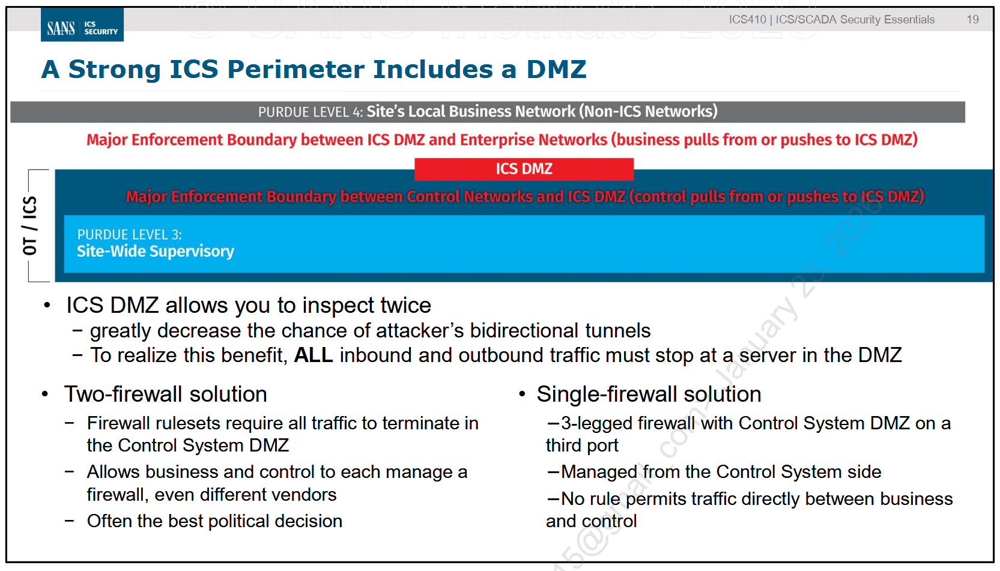 © SANS Institute 2026
SANS
ICS
SECURITY
ICS410 | ICS/SCADA Security Essentials 19
A Strong ICS Perimeter Includes a DMZ
PURDUE LEVEL 4: Site's Local Business Network (Non-ICS Networks)
Major Enforcement Boundary between ICS DMZ and Enterprise Networks (business pulls from or pushes to ICS DMZ)
ICS DMZ
Major Enforcement Boundary between Control Networks and ICS DMZ (control pulls from or pushes to ICS DMZ)
OT / ICS
PURDUE LEVEL 3:
Site-Wide Supervisory
• ICS DMZ allows you to inspect twice
– greatly decrease the chance of attacker's bidirectional tunnels
– To realize this benefit, ALL inbound and outbound traffic must stop at a server in the DMZ
• Two-firewall solution
– Firewall rulesets require all traffic to terminate in
the Control System DMZ
– Allows business and control to each manage a
firewall, even different vendors
– Often the best political decision
• Single-firewall solution
–3-legged firewall with Control System DMZ on a
third port
–Managed from the Control System side
–No rule permits traffic directly between business
and control
15@gmail_com- January 23, 2026